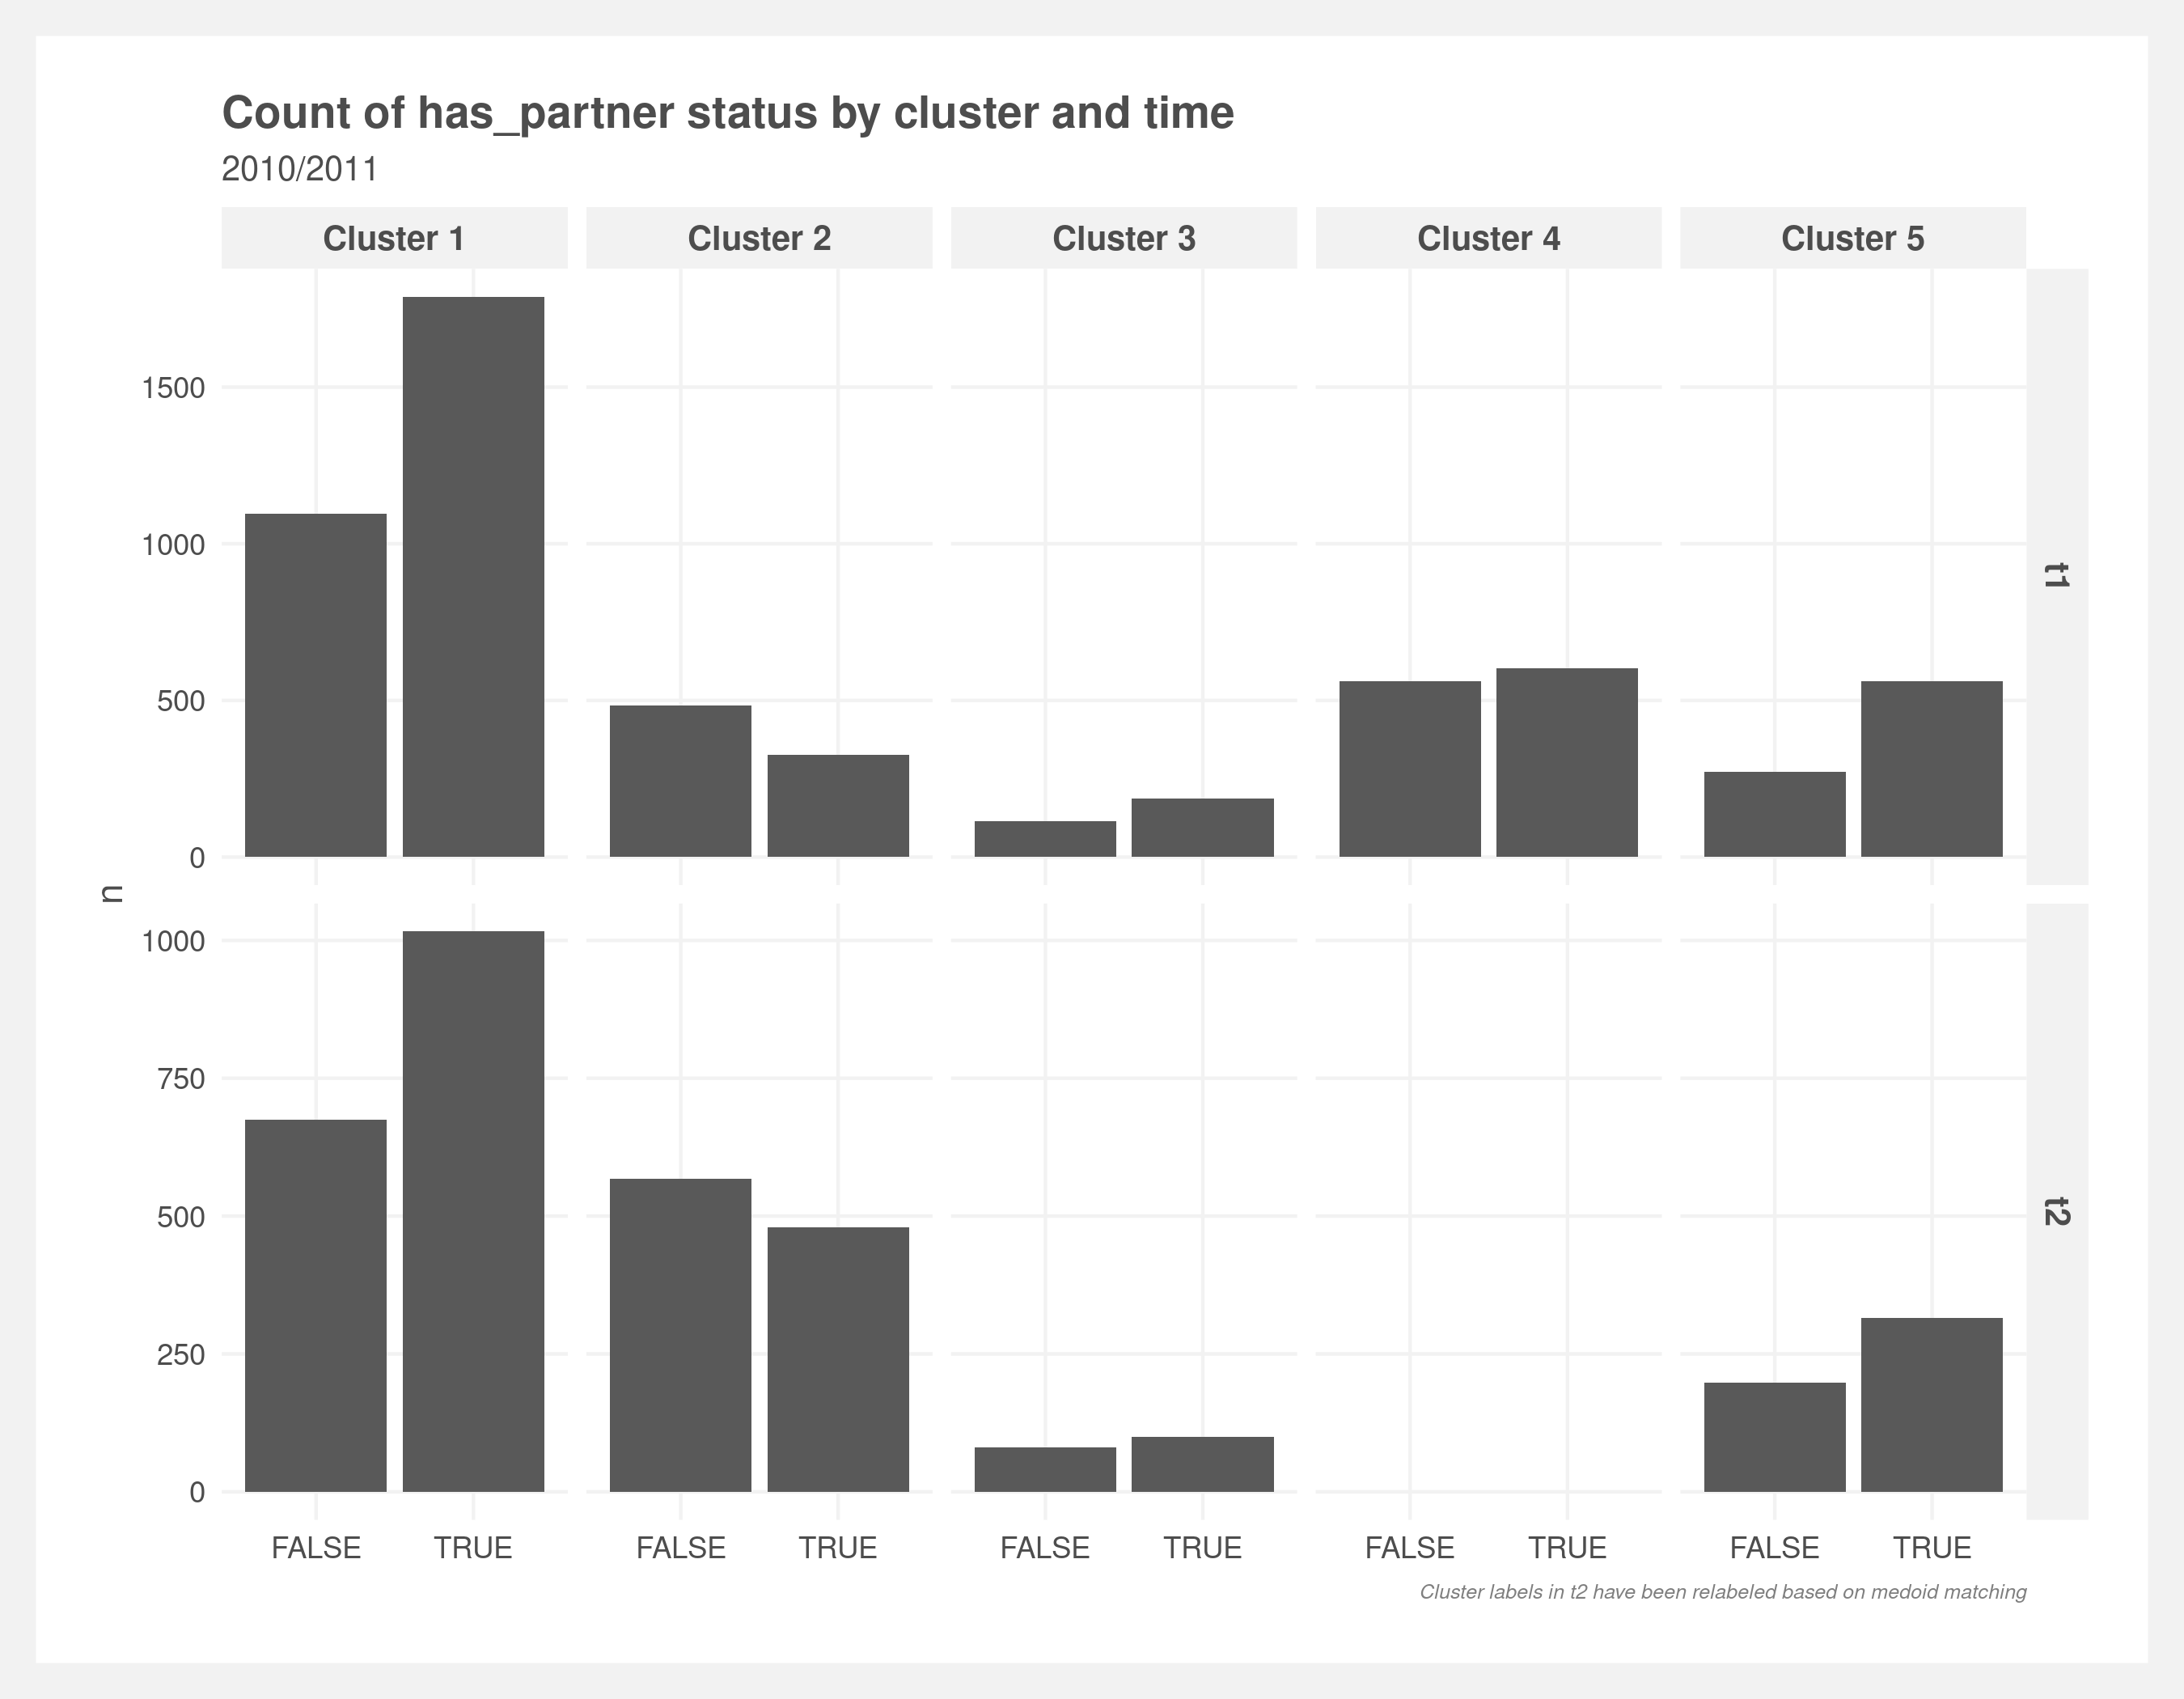 Count of has_partner status by cluster and time
2010/2011
Cluster 1 Cluster 2 Cluster 3 Cluster 4 Cluster 5
1500
1000
500
0
t1
n
1000
750
500
250
0
t2
FALSE TRUE FALSE TRUE FALSE TRUE FALSE TRUE FALSE TRUE
Cluster labels in t2 have been relabeled based on medoid matching